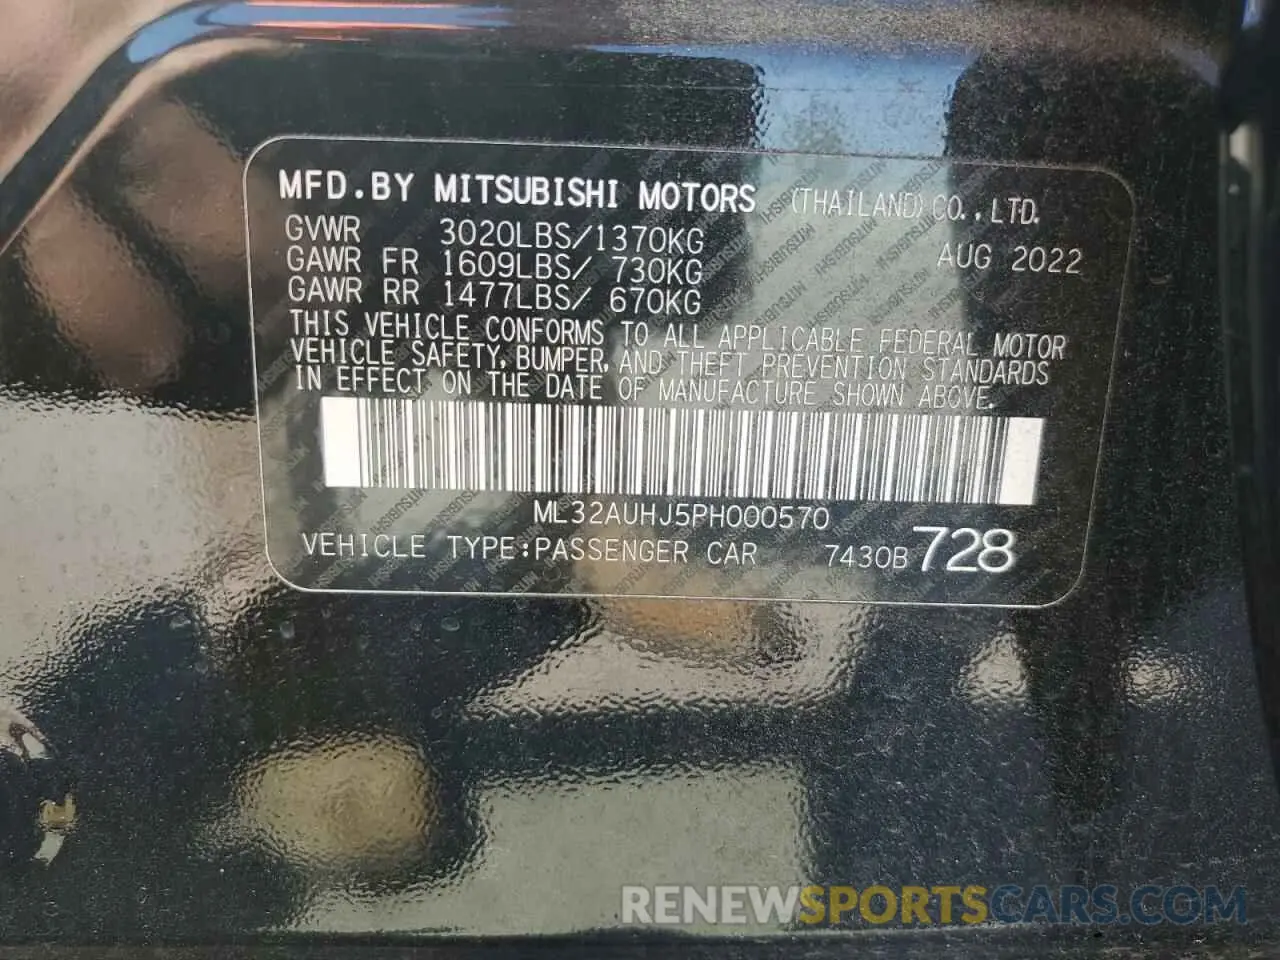 MFD.BY MITSUBISHI MOTORS (THAILAND) CO.,LTD.
GVWR 3020LBS/1370KG AUG 2022
GAWR FR 1609LBS/ 730KG
GAWR RR 1477LBS/ 670KG
THIS VEHICLE CONFORMS TO ALL APPLICABLE FEDERAL MOTOR
VEHICLE SAFETY, BUMPER, AND THEFT PREVENTION STANDARDS
IN EFFECT ON THE DATE OF MANUFACTURE SHOWN ABOVE.
ML32AUHJ5PH000570
VEHICLE TYPE:PASSENGER CAR 7430B 728
RENEWSPORTSCARS.COM